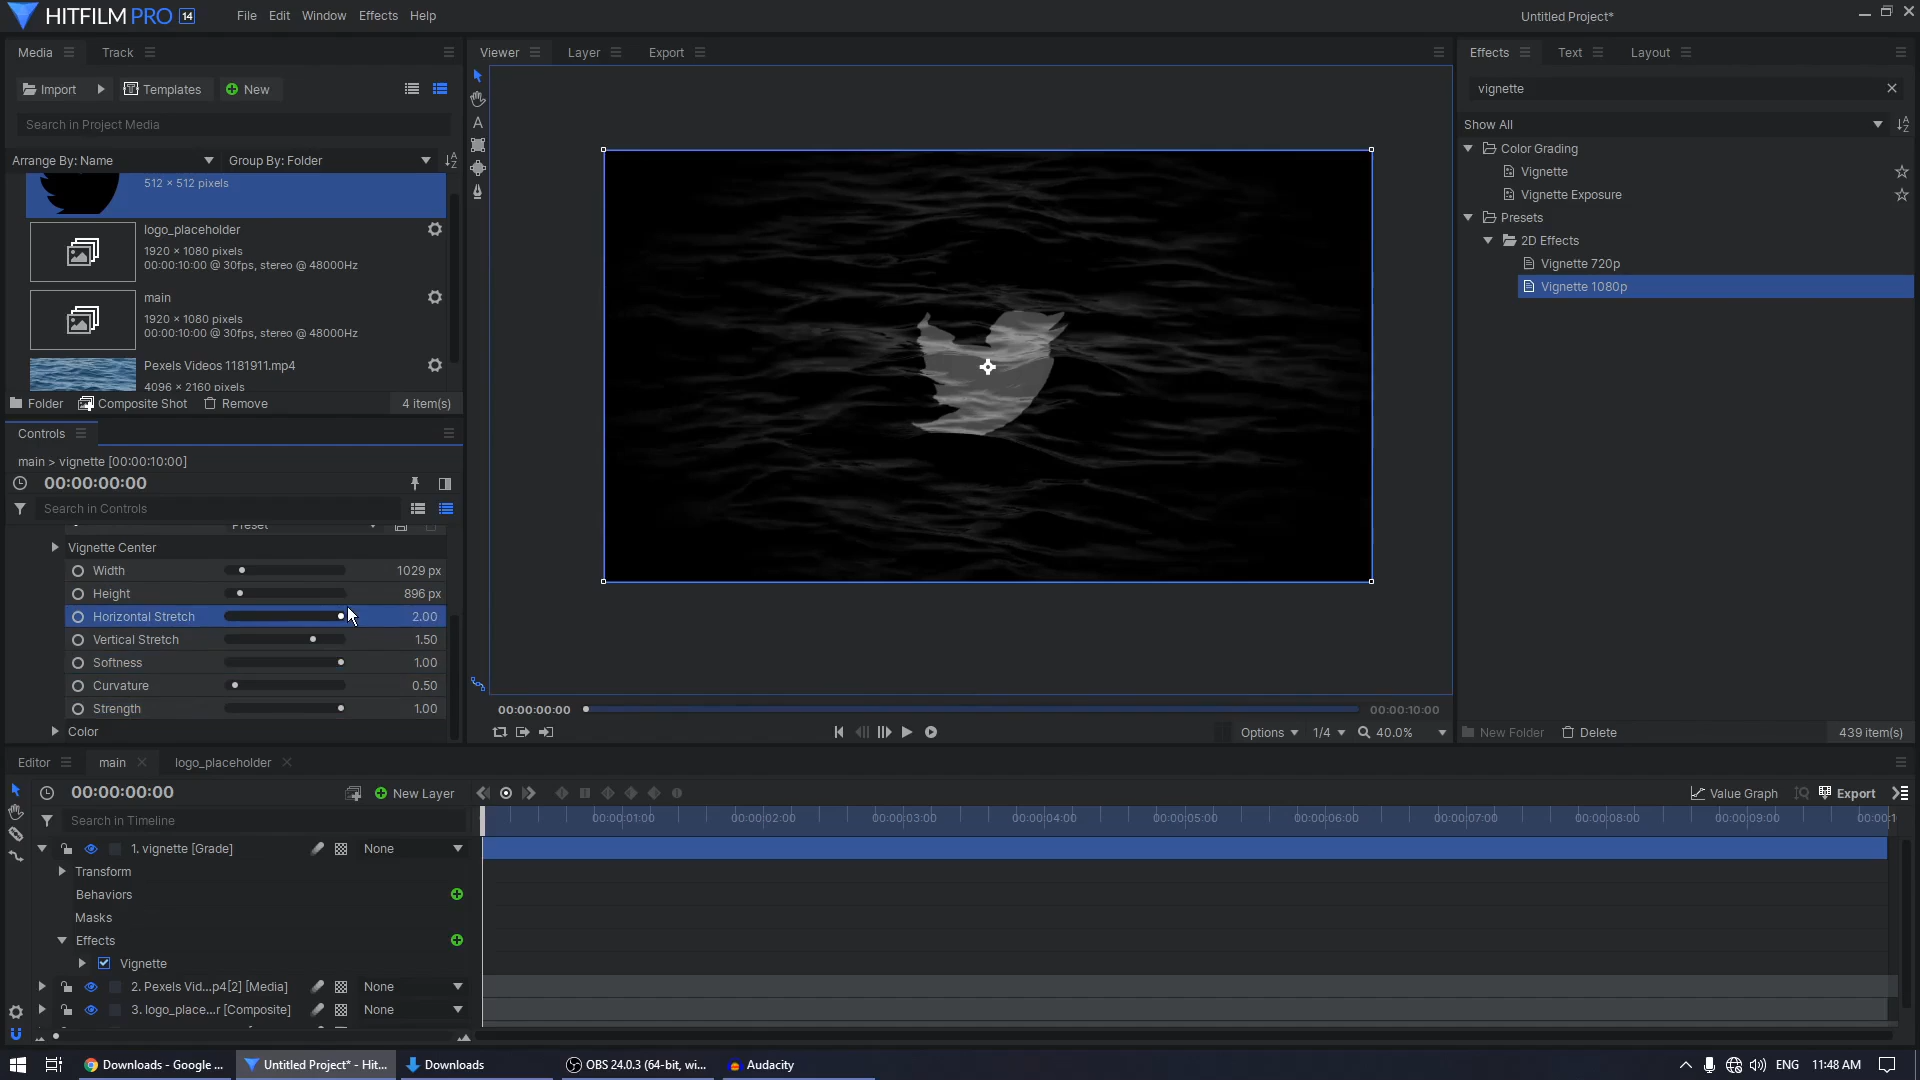 HITFILM PRO 14
File Edit Window Effects Help
Untitled Project*
Media Track
Viewer Layer Export
Effects Text Layout
Import Templates New
vignette
Search in Project Media
Show All
Arrange By: Name Group By: Folder
Color Grading
512 × 512 pixels
Vignette
Vignette Exposure
Presets
logo_placeholder
1920 × 1080 pixels
00:00:10:00 @ 30fps, stereo @ 48000Hz
2D Effects
Vignette 720p
Vignette 1080p
main
1920 × 1080 pixels
00:00:10:00 @ 30fps, stereo @ 48000Hz
Pexels Videos 1181911.mp4
4096 × 2160 pixels
Folder Composite Shot Remove 4 item(s)
Controls
main > vignette [00:00:10:00]
00:00:00:00
Search in Controls
Preset
Vignette Center
Width 1029 px
Height 896 px
Horizontal Stretch 2.00
Vertical Stretch 1.50
Softness 1.00
Curvature 0.50
Strength 1.00
Color
00:00:00:00 00:00:10:00
Options 1/4 40.0%
New Folder Delete 439 item(s)
Editor main logo_placeholder
00:00:00:00 New Layer Value Graph Export
Search in Timeline
00:00:01:00 00:00:02:00 00:00:03:00 00:00:04:00 00:00:05:00 00:00:06:00 00:00:07:00 00:00:08:00 00:00:09:00 00:00:1
1. vignette [Grade] None
Transform
Behaviors
Masks
Effects
Vignette
2. Pexels Vid...p4[2] [Media] None
3. logo_place...r [Composite] None
Downloads - Google ... Untitled Project* - Hit... Downloads OBS 24.0.3 (64-bit, wi... Audacity ENG 11:48 AM